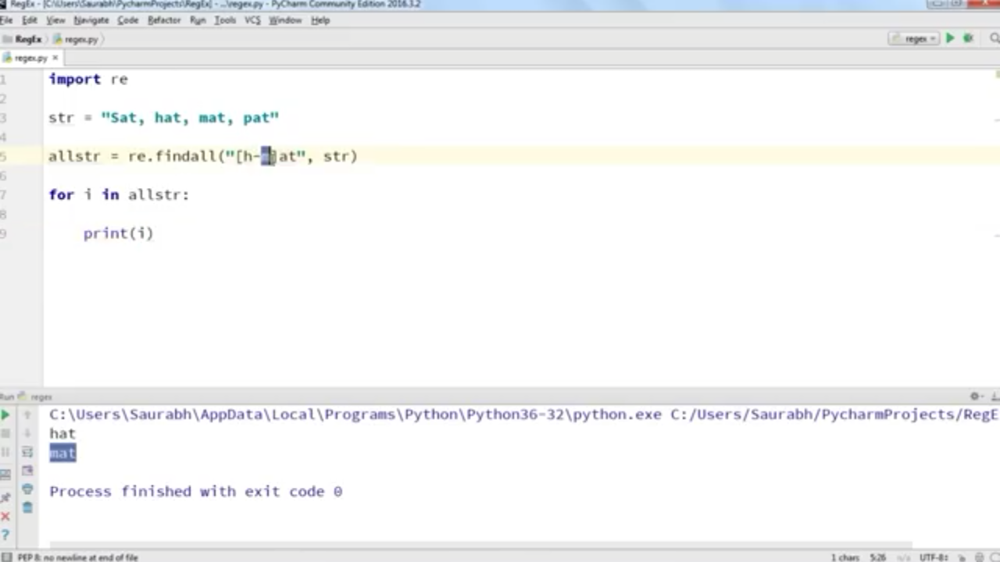 RegEx - [C:\Users\Saurabh\PycharmProjects\RegEx] - ...\regex.py - PyCharm Community Edition 2016.3.2
File Edit View Navigate Code Refactor Run Tools VCS Window Help
RegEx regex.py regex
regex.py ×
1 import re
2
3 str = "Sat, hat, mat, pat"
4
5 allstr = re.findall("[h-m]at", str)
6
7 for i in allstr:
8
9 print(i)
Run regex
C:\Users\Saurabh\AppData\Local\Programs\Python\Python36-32\python.exe C:/Users/Saurabh/PycharmProjects/RegE
hat
mat
Process finished with exit code 0
PEP 8: no newline at end of file 1 chars 5:26 n/a UTF-8